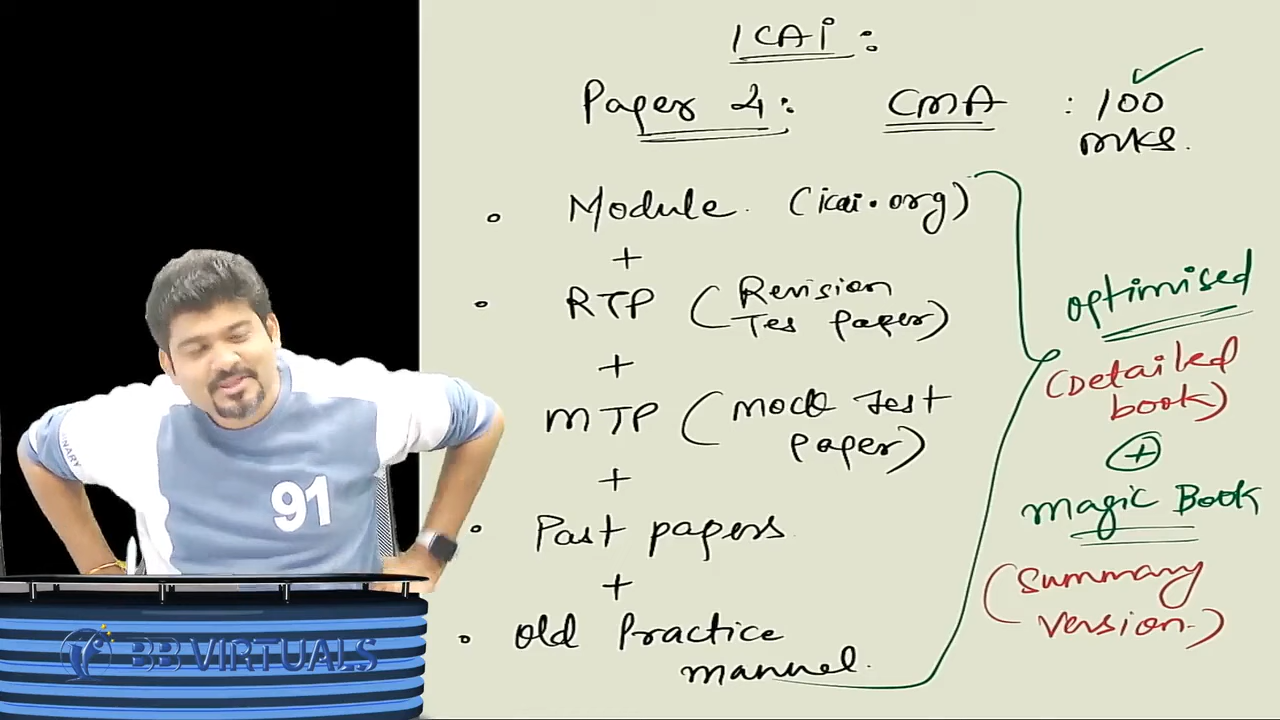 ICAI:
Paper 4: CMA : 100
mks.
• Module. (icai.org)
+
• RTP (Revision
Tes paper)
+
MTP (Mock Test
paper)
+
• Past papers
+
• Old Practice
manuel.
optimised
(Detailed
book)
+
magic Book
(Summary
version)
91
BB VIRTUALS